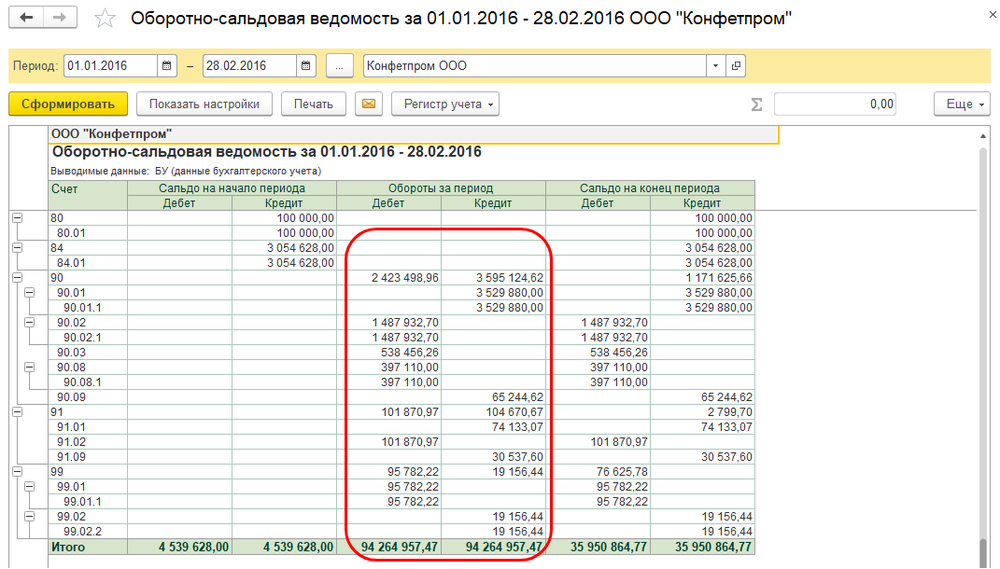 Оборотно-сальдовая ведомость за 01.01.2016 - 28.02.2016 ООО "Конфетпром"
Период: 01.01.2016 – 28.02.2016 ... Конфетпром ООО
Сформировать Показать настройки Печать Регистр учета Σ 0,00 Еще
ООО "Конфетпром"
Оборотно-сальдовая ведомость за 01.01.2016 - 28.02.2016
Выводимые данные: БУ (данные бухгалтерского учета)
Счет Сальдо на начало периода Обороты за период Сальдо на конец периода
Дебет Кредит Дебет Кредит Дебет Кредит
80 100 000,00 100 000,00
80.01 100 000,00 100 000,00
84 3 054 628,00 3 054 628,00
84.01 3 054 628,00 3 054 628,00
90 2 423 498,96 3 595 124,62 1 171 625,66
90.01 3 529 880,00 3 529 880,00
90.01.1 3 529 880,00 3 529 880,00
90.02 1 487 932,70 1 487 932,70
90.02.1 1 487 932,70 1 487 932,70
90.03 538 456,26 538 456,26
90.08 397 110,00 397 110,00
90.08.1 397 110,00 397 110,00
90.09 65 244,62 65 244,62
91 101 870,97 104 670,67 2 799,70
91.01 74 133,07 74 133,07
91.02 101 870,97 101 870,97
91.09 30 537,60 30 537,60
99 95 782,22 19 156,44 76 625,78
99.01 95 782,22 95 782,22
99.01.1 95 782,22 95 782,22
99.02 19 156,44 19 156,44
99.02.2 19 156,44 19 156,44
Итого 4 539 628,00 4 539 628,00 94 264 957,47 94 264 957,47 35 950 864,77 35 950 864,77